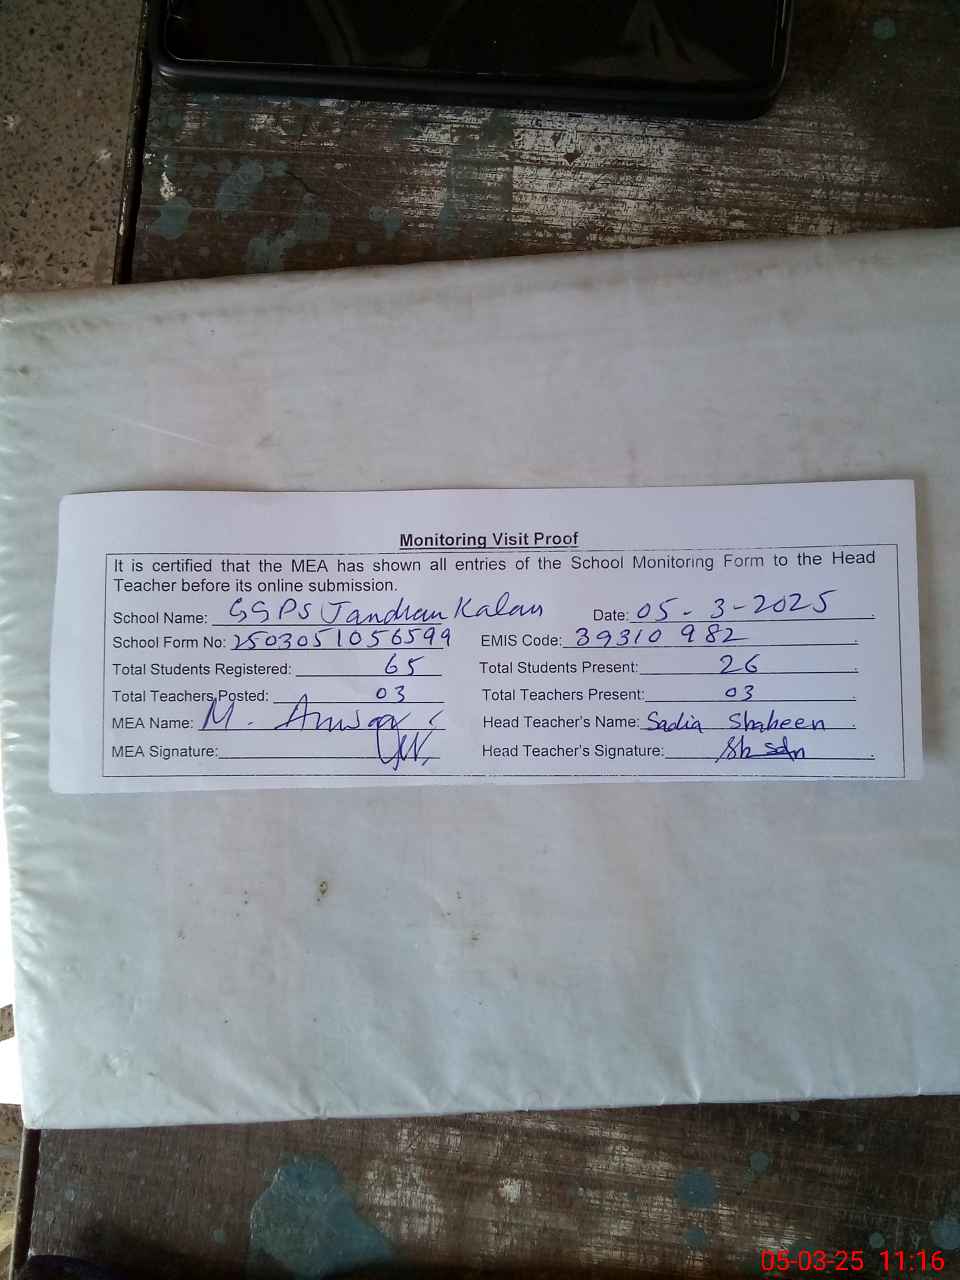 Monitoring Visit Proof
It is certified that the MEA has shown all entries of the School Monitoring Form to the Head
Teacher before its online submission.
School Name: GGPS Jandran Kalan Date: 05-3-2025
School Form No: 2503051056599 EMIS Code: 39310982
Total Students Registered: 65 Total Students Present: 26
Total Teachers Posted: 03 Total Teachers Present: 03
MEA Name: M. Anwar Head Teacher's Name: Sadia Shaheen
MEA Signature: Head Teacher's Signature:
05-03-25 11:16